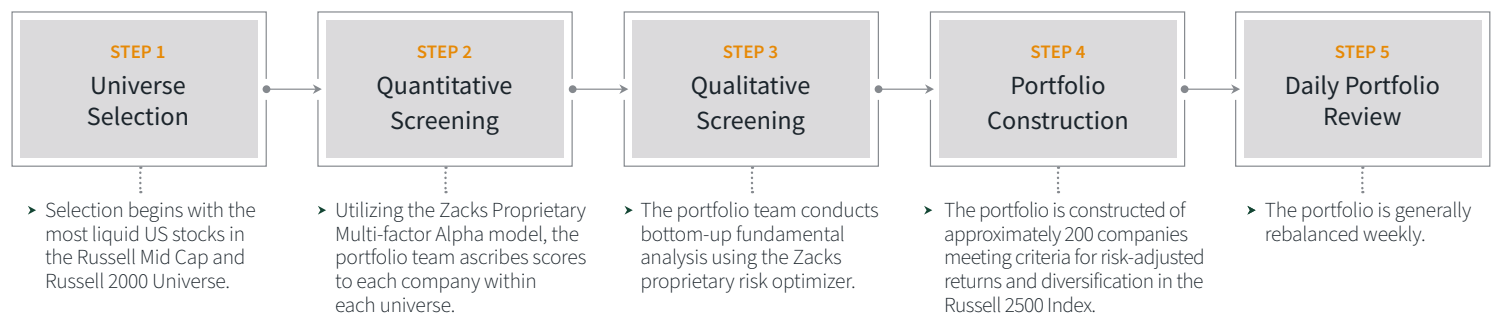 STEP 1
Universe
Selection
➤ Selection begins with the
most liquid US stocks in
the Russell Mid Cap and
Russell 2000 Universe.
STEP 2
Quantitative
Screening
➤ Utilizing the Zacks Proprietary
Multi-factor Alpha model, the
portfolio team ascribes scores
to each company within
each universe.
STEP 3
Qualitative
Screening
➤ The portfolio team conducts
bottom-up fundamental
analysis using the Zacks
proprietary risk optimizer.
STEP 4
Portfolio
Construction
➤ The portfolio is constructed of
approximately 200 companies
meeting criteria for risk-adjusted
returns and diversification in the
Russell 2500 Index.
STEP 5
Daily Portfolio
Review
➤ The portfolio is generally
rebalanced weekly.